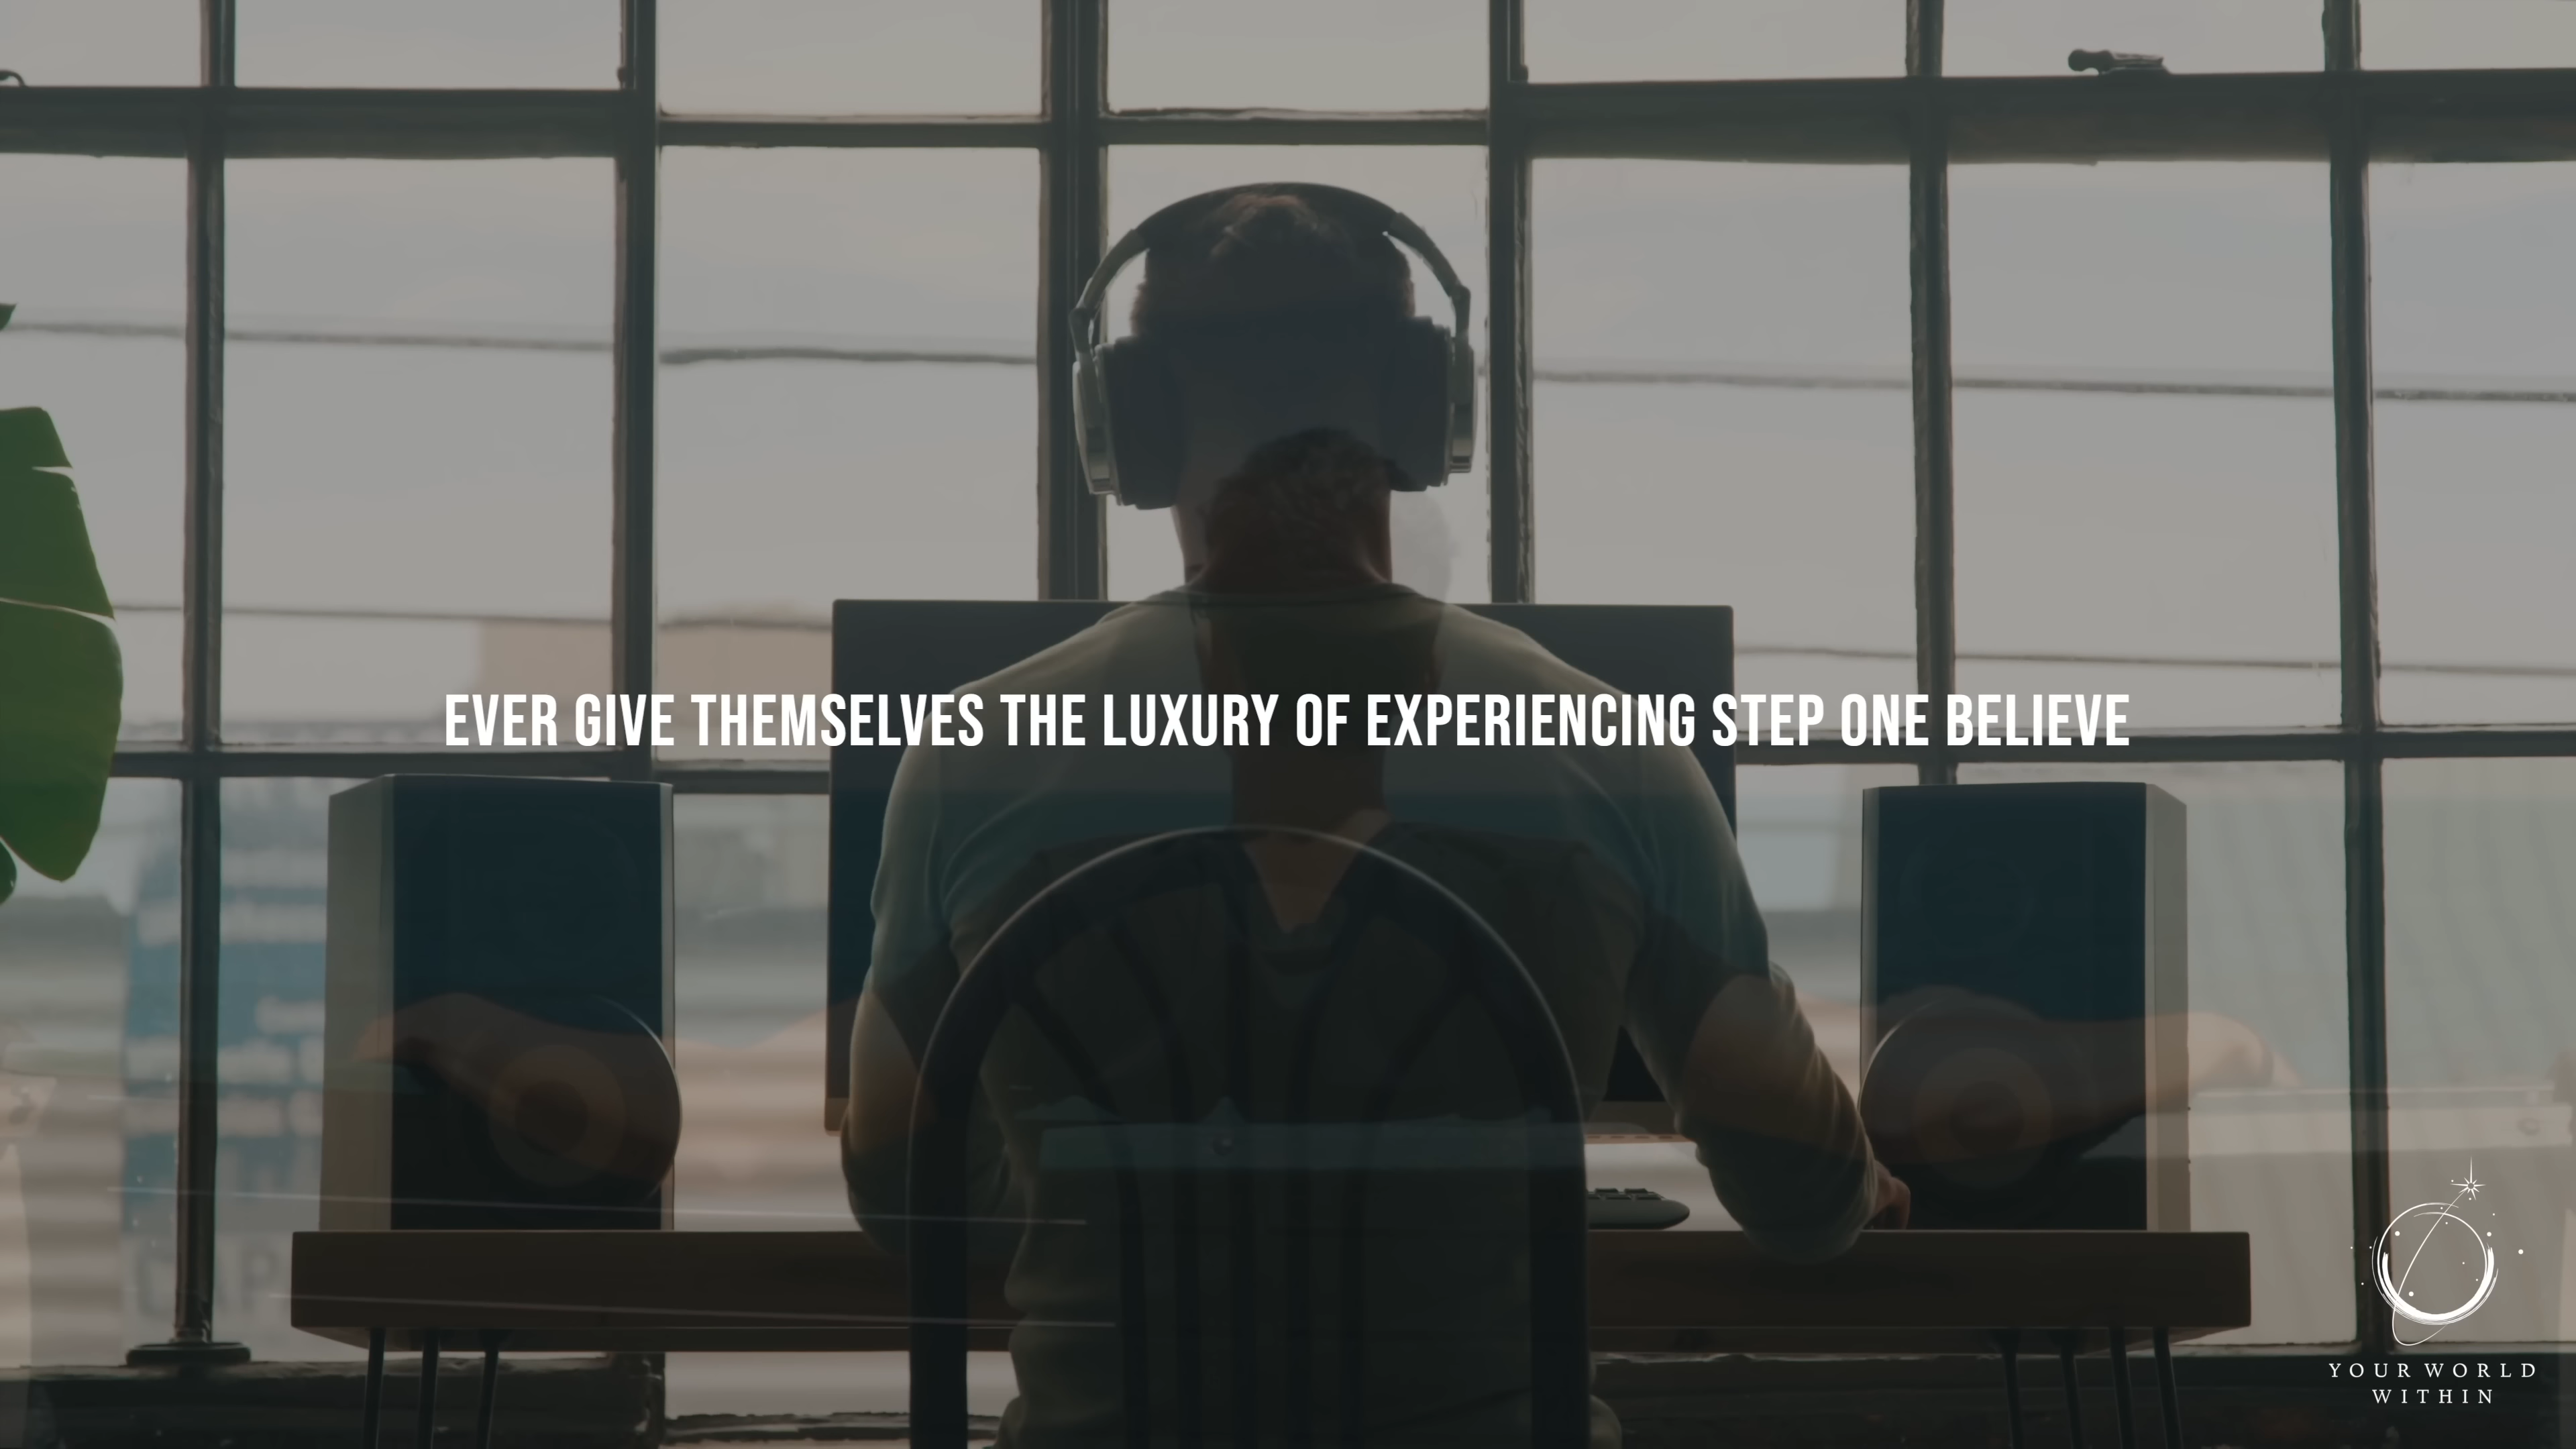 EVER GIVE THEMSELVES THE LUXURY OF EXPERIENCING STEP ONE BELIEVE
YOUR WORLD
WITHIN